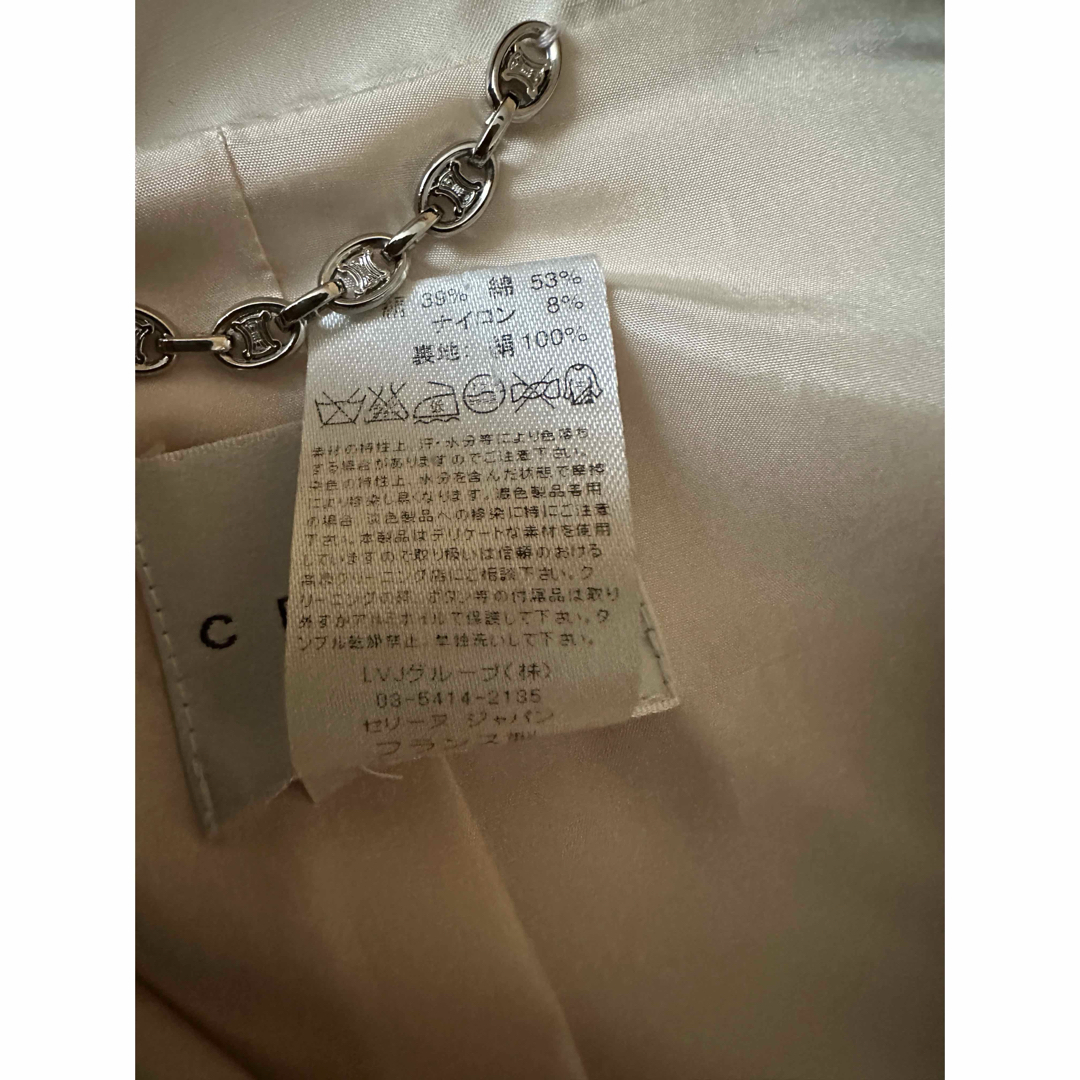 絹 39% 綿 53%
ナイロン 8%
裏地: 絹100%
素材の特性上、汗・水分等により色落ち
する場合がありますのでご注意下さい。
染色の特性上、水分を含んだ状態で摩擦
により移染し易くなります。濃色製品着用
の場合、淡色製品への移染に特にご注意
下さい。本製品はデリケートな素材を使用
していますので取り扱いは信頼のおける
高級クリーニング店にご相談下さい。ク
リーニングの際、ボタン等の付属品は取り
外すかアルミホイルで保護して下さい。タ
ンブル乾燥禁止。単独洗いして下さい。
LVJグループ(株)
03-5414-2135
セリーヌ ジャパン
フランス製
C